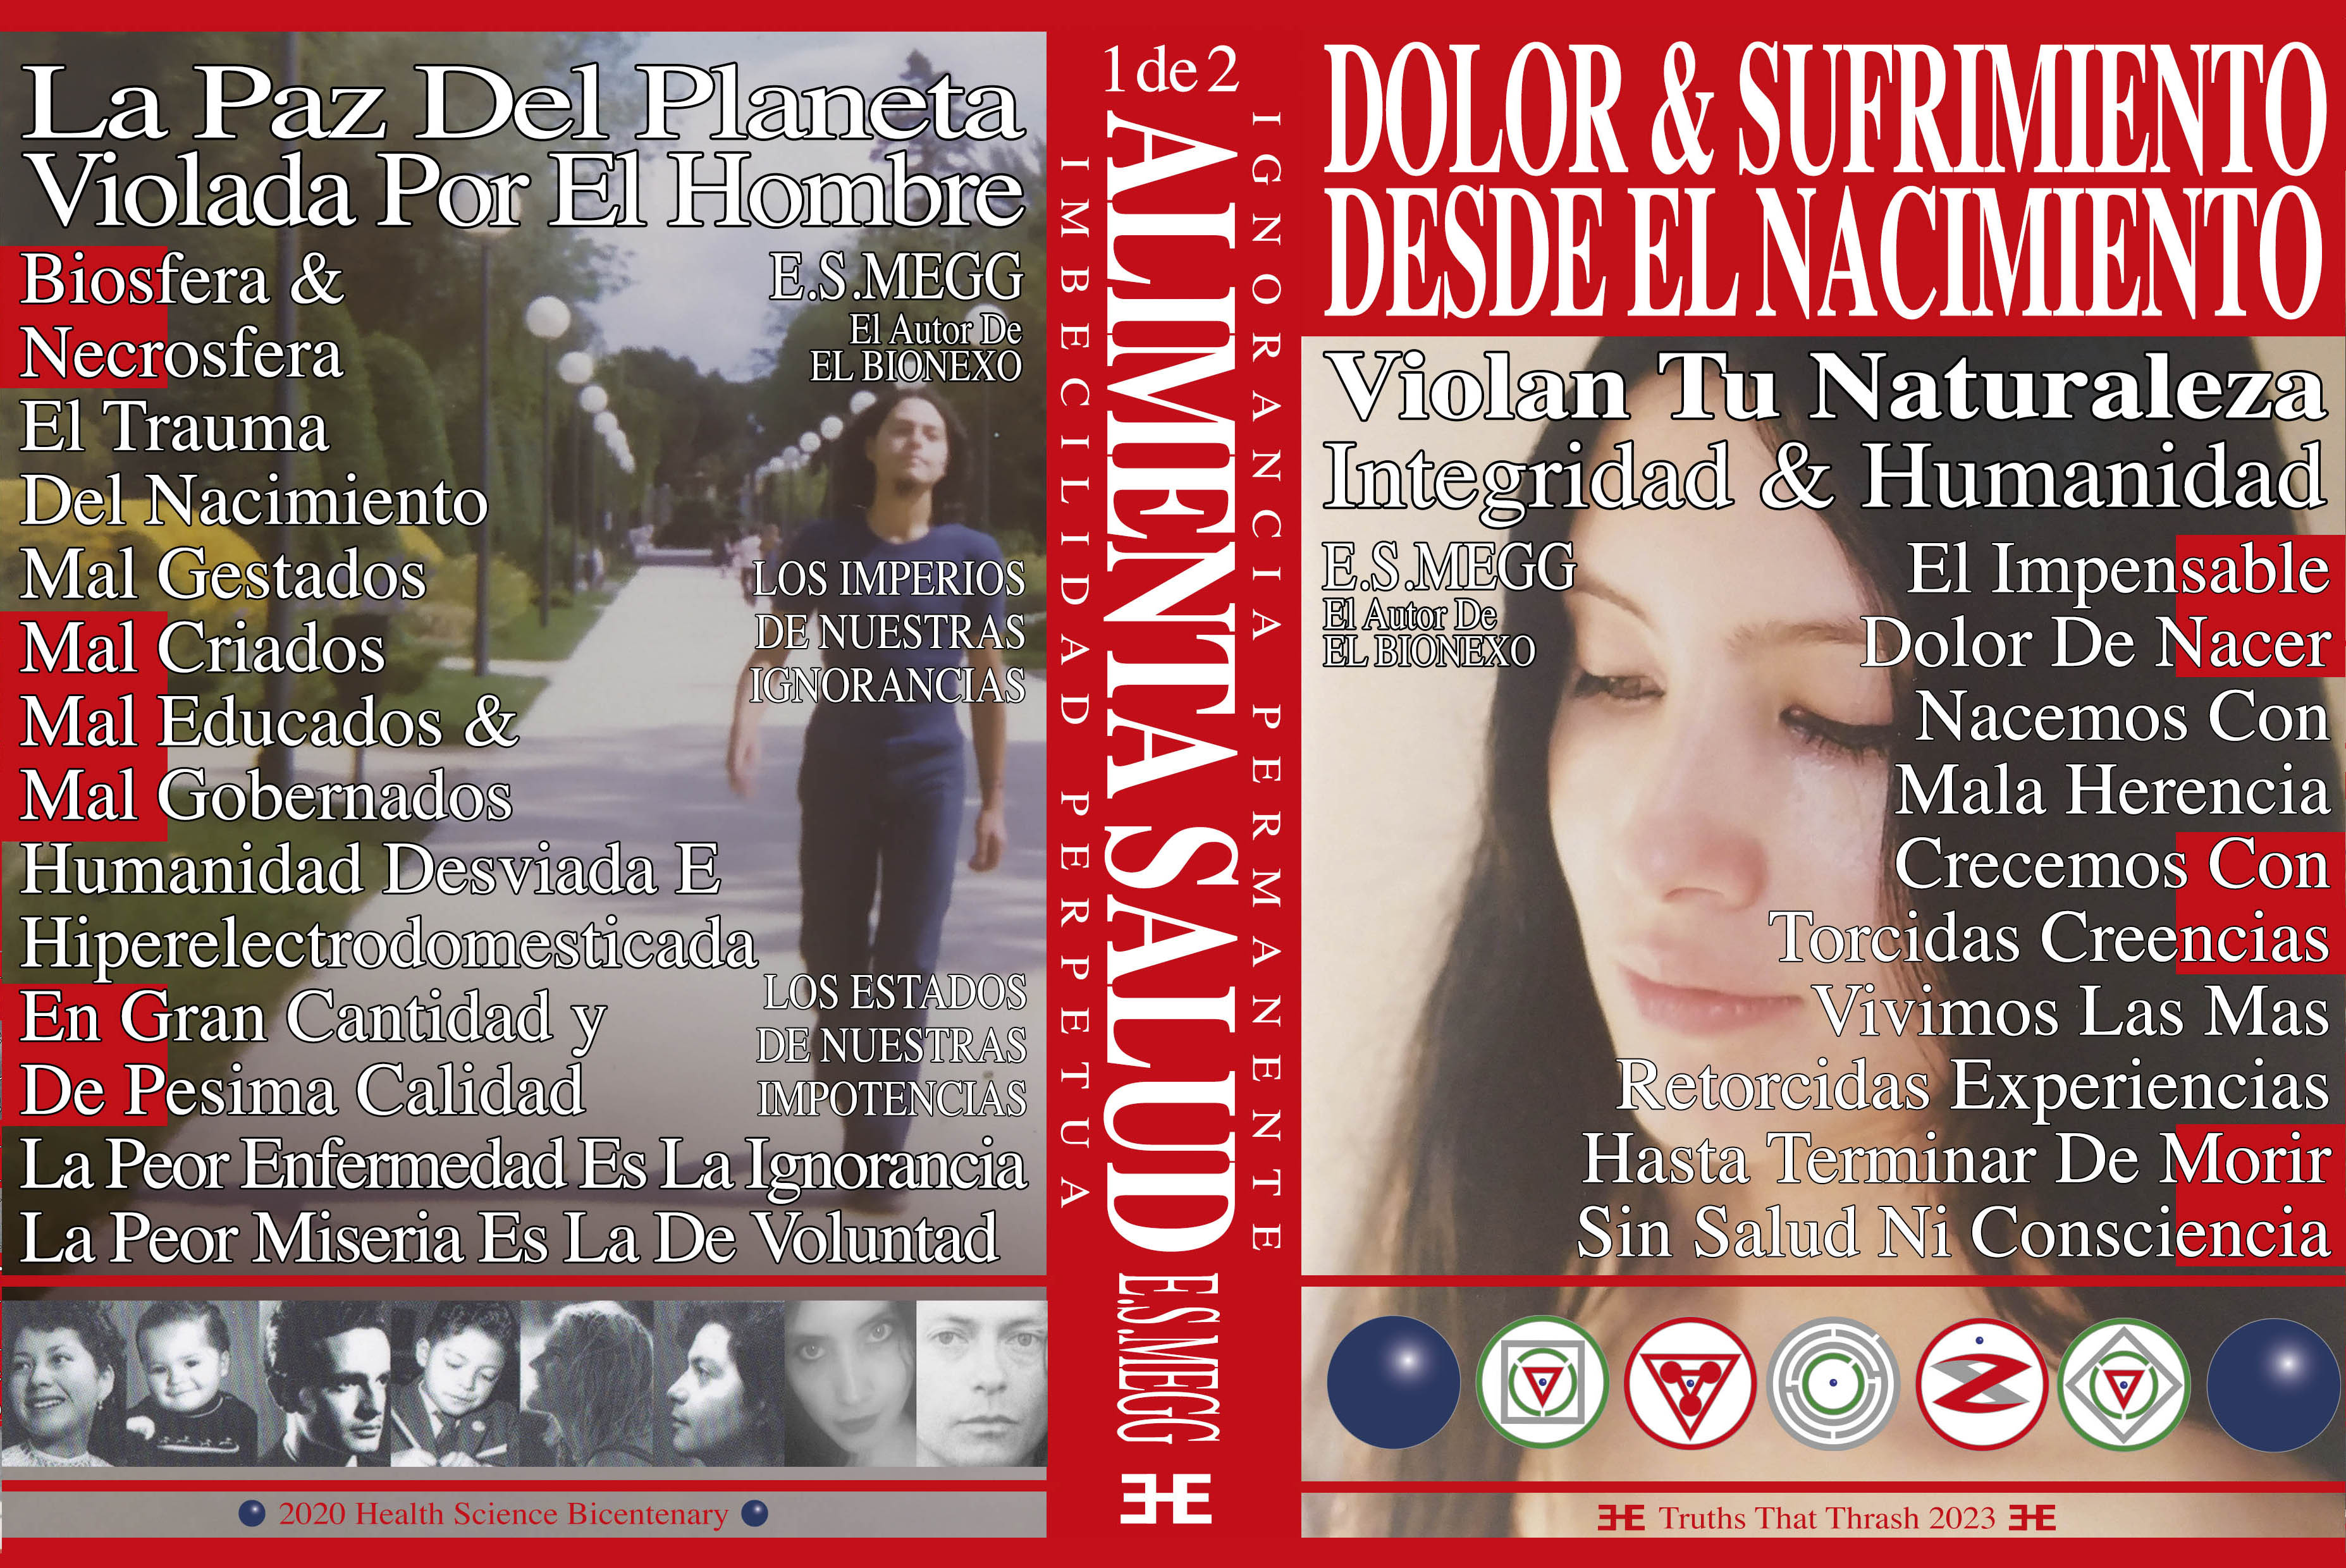 La Paz Del Planeta
Violada Por El Hombre
Biosfera &
Necrosfera
El Trauma
Del Nacimiento
Mal Gestados
Mal Criados
Mal Educados &
Mal Gobernados
Humanidad Desviada E
Hiperelectrodomesticada
En Gran Cantidad y
De Pesima Calidad
La Peor Enfermedad Es La Ignorancia
La Peor Miseria Es La De Voluntad
E.S.MEGG
El Autor De
EL BIONEXO
LOS IMPERIOS
DE NUESTRAS
IGNORANCIAS
LOS ESTADOS
DE NUESTRAS
IMPOTENCIAS
2020 Health Science Bicentenary
1 de 2
IGNORANCIA PERMANENTE
ALIMENTA SALUD E.S.MEGG
IMBECILIDAD PERPETUA
DOLOR & SUFRIMIENTO
DESDE EL NACIMIENTO
Violan Tu Naturaleza
Integridad & Humanidad
E.S.MEGG
El Autor De
EL BIONEXO
El Impensable
Dolor De Nacer
Nacemos Con
Mala Herencia
Crecemos Con
Torcidas Creencias
Vivimos Las Mas
Retorcidas Experiencias
Hasta Terminar De Morir
Sin Salud Ni Consciencia
Truths That Thrash 2023